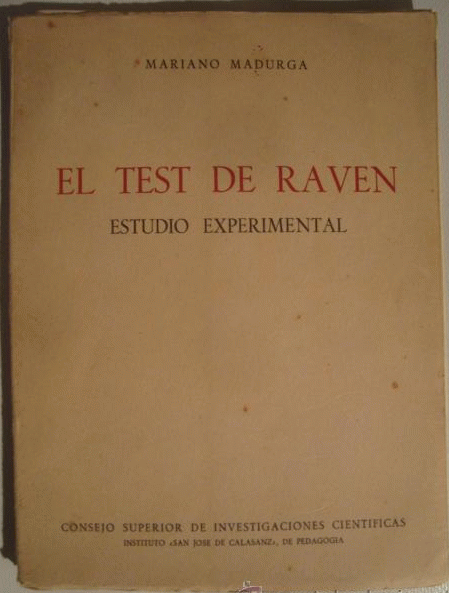 MARIANO MADURGA
EL TEST DE RAVEN
ESTUDIO EXPERIMENTAL
CONSEJO SUPERIOR DE INVESTIGACIONES CIENTIFICAS
INSTITUTO «SAN JOSE DE CALASANZ», DE PEDAGOGIA